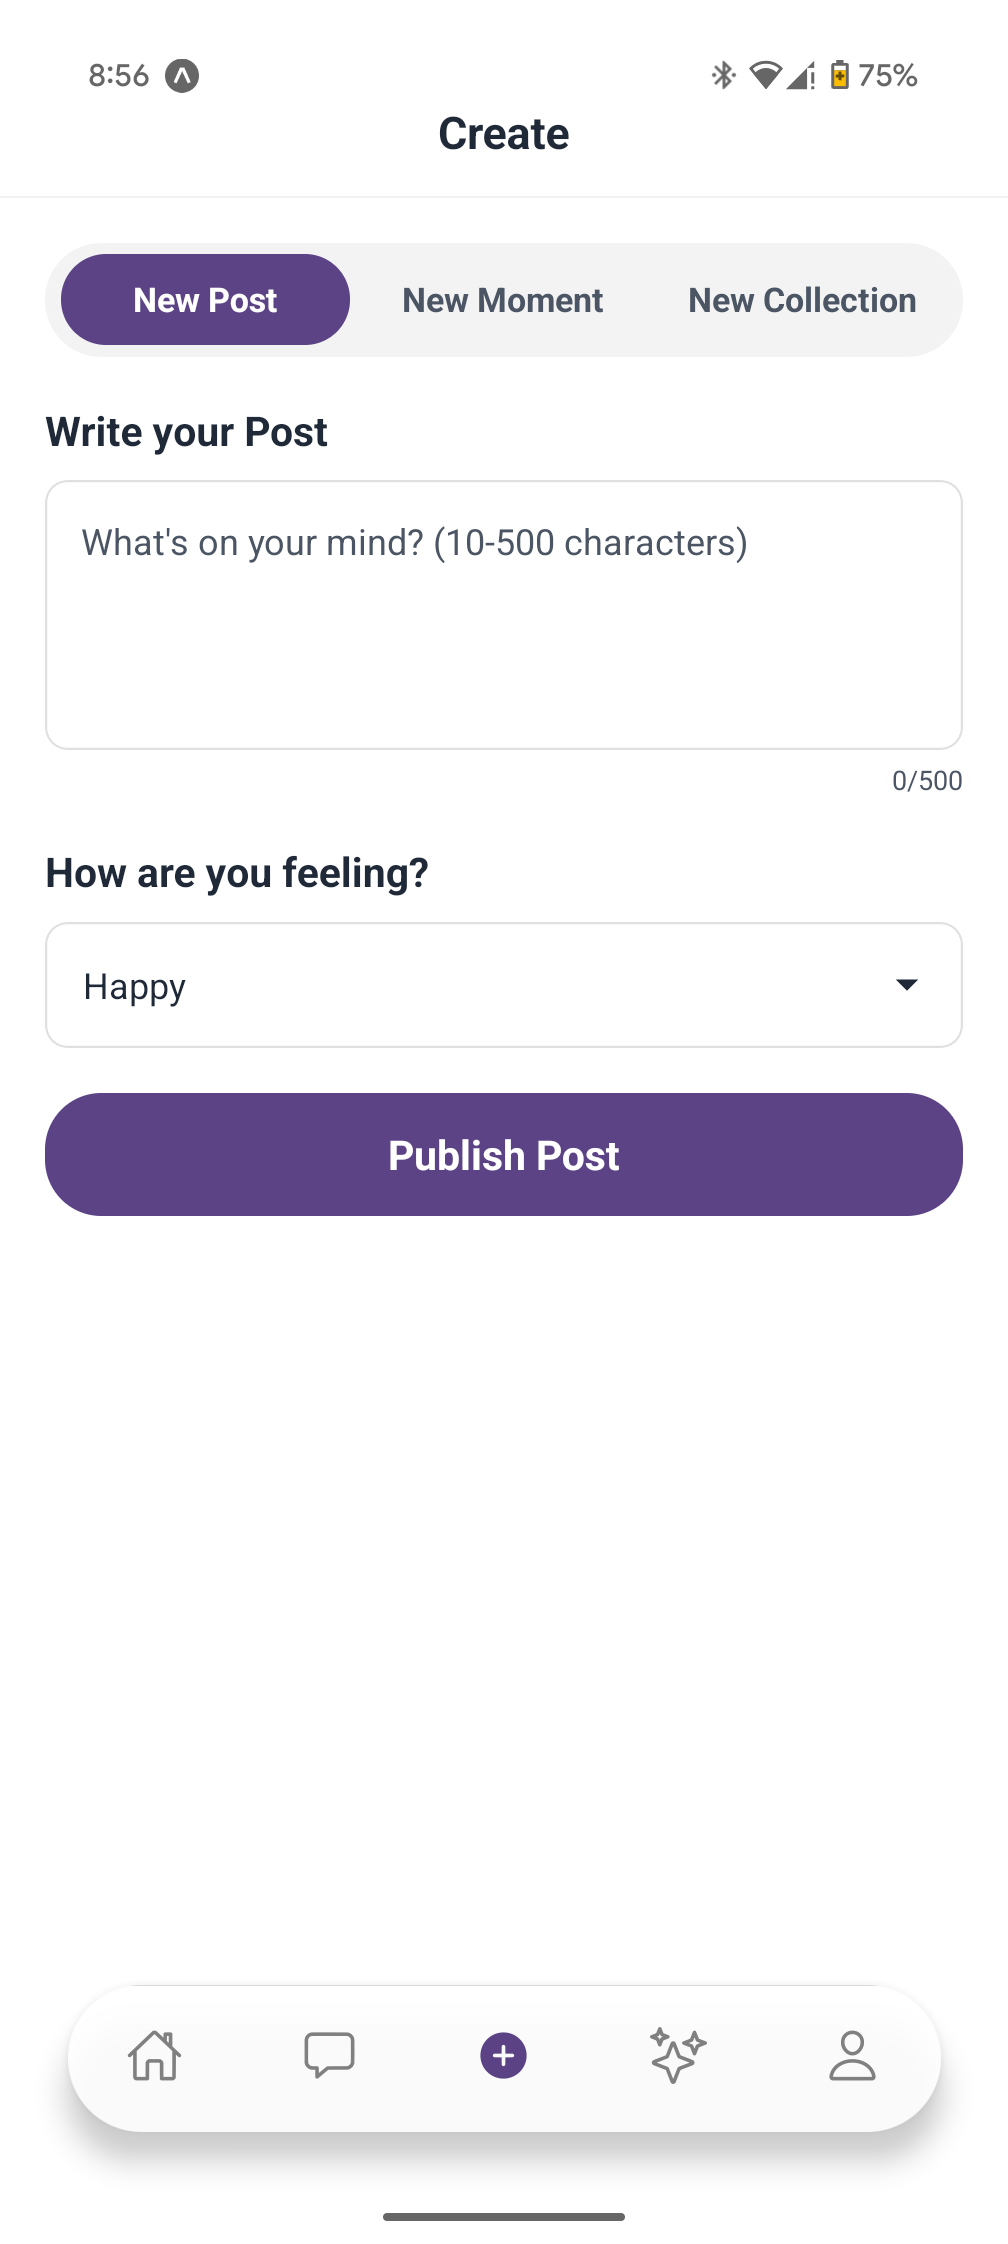 8:56
75%
Create
New Post
New Moment
New Collection
Write your Post
What's on your mind? (10-500 characters)
0/500
How are you feeling?
Happy
Publish Post